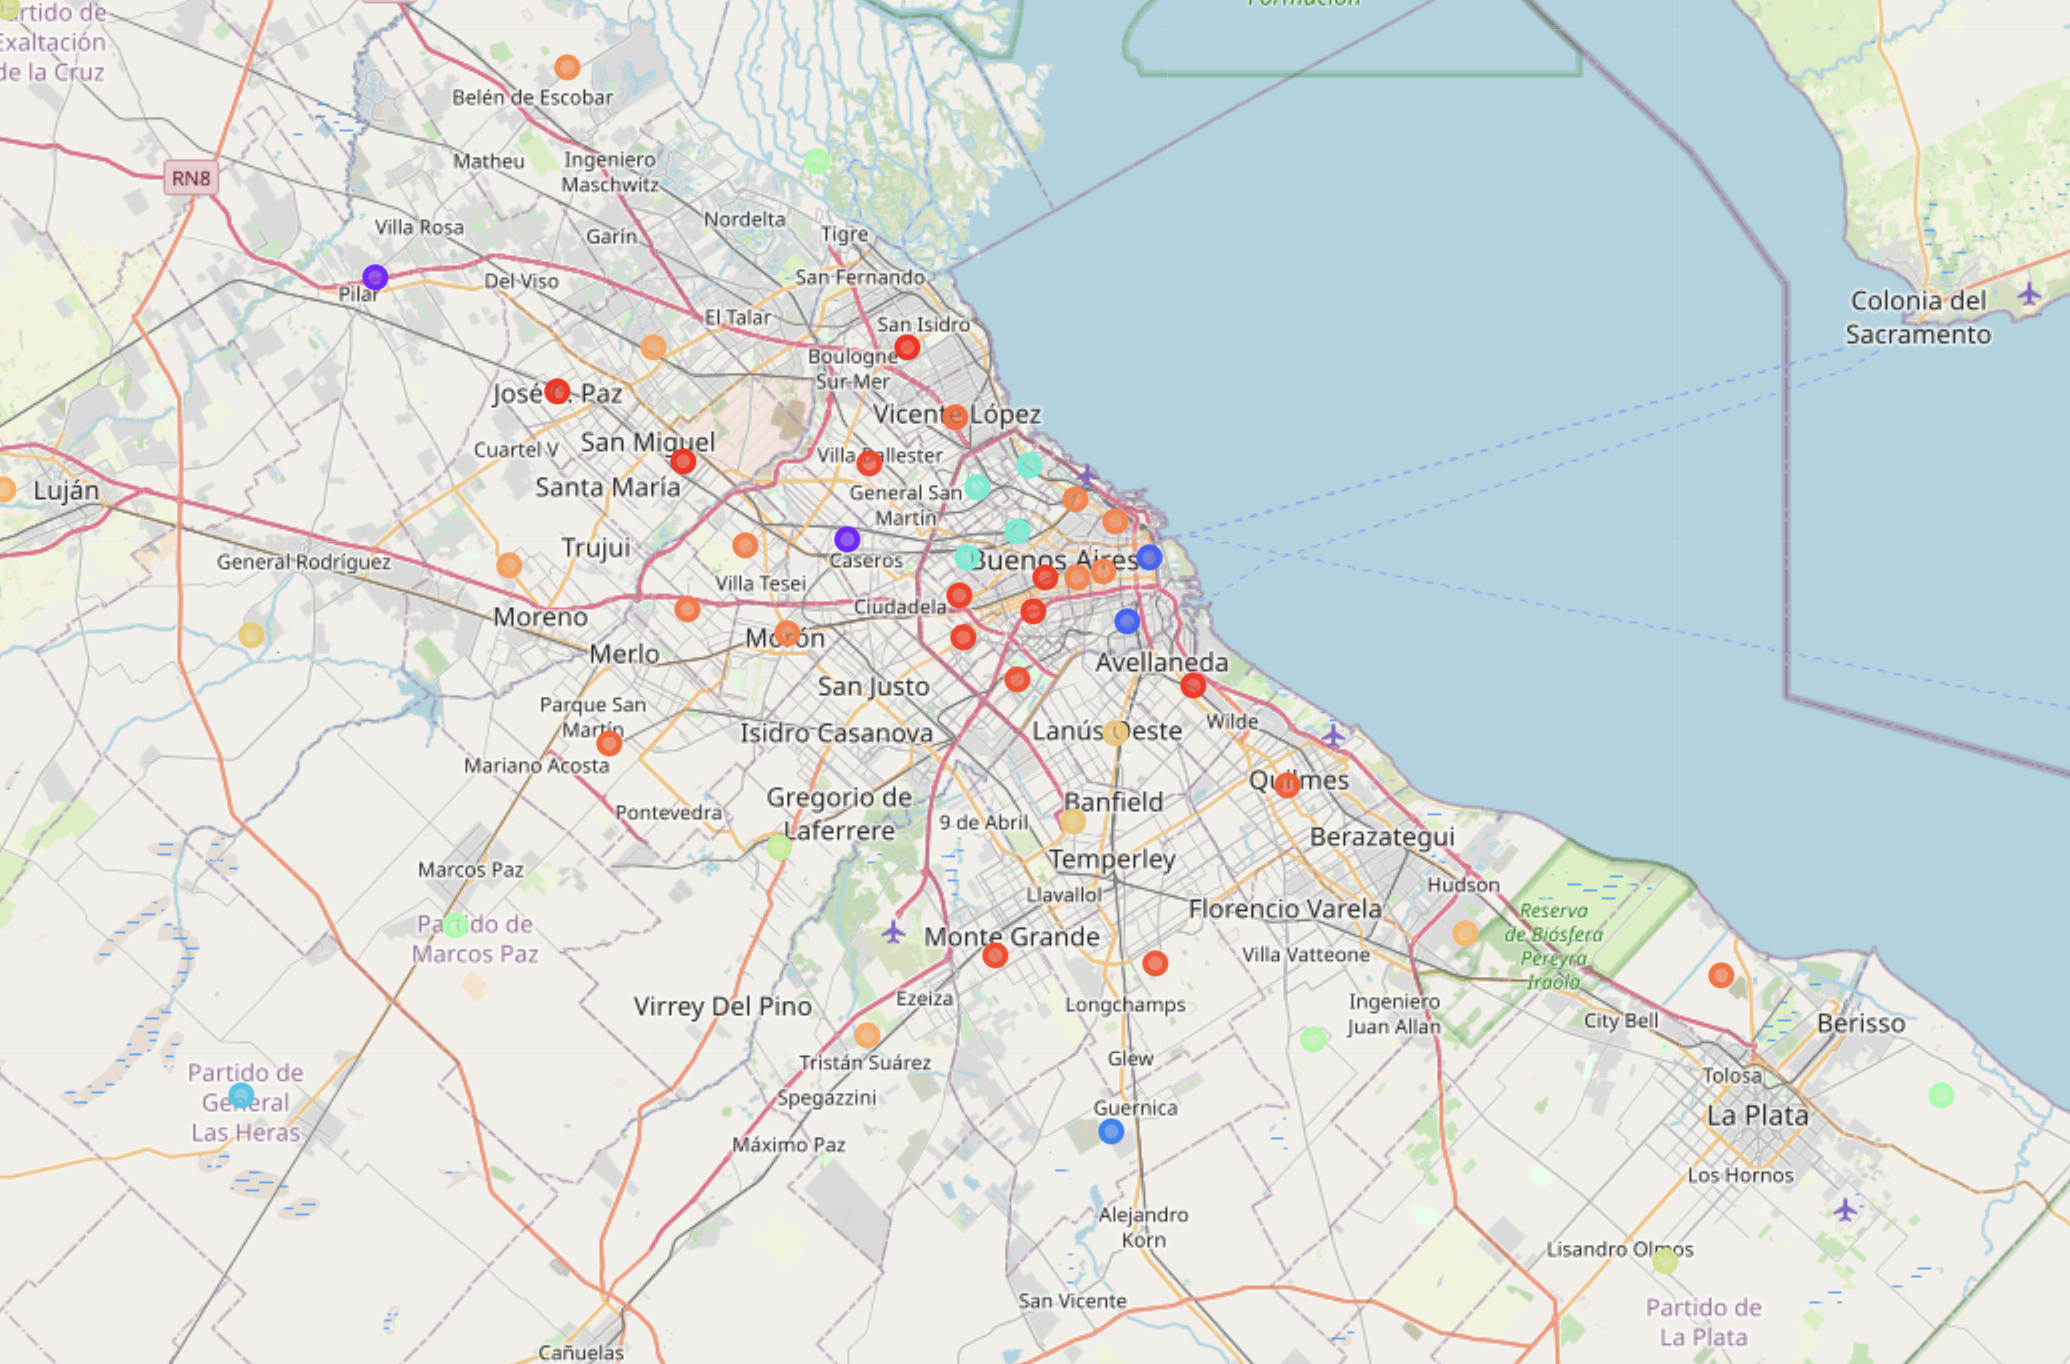 Partido de
Exaltación
de la Cruz
Formación
Belén de Escobar
Matheu
Ingeniero
Maschwitz
RN8
Villa Rosa
Nordelta
Garín
Tigre
San Fernando
Pilar
Del Viso
El Talar
San Isidro
Colonia del
Sacramento
Boulogne
Sur-Mer
José C. Paz
Vicente López
Cuartel V
San Miguel
Villa Ballester
Luján
Santa María
General San
Martín
Trujui
General Rodríguez
Caseros
Buenos Aires
Villa Tesei
Ciudadela
Moreno
Morón
Merlo
Avellaneda
San Justo
Parque San
Martín
Isidro Casanova
Lanús Oeste
Wilde
Mariano Acosta
Quilmes
Gregorio de
Laferrere
Banfield
Pontevedra
9 de Abril
Berazategui
Temperley
Marcos Paz
Llavallol
Hudson
Florencio Varela
Reserva
de Biósfera
Pereyra
Iraola
Partido de
Marcos Paz
Monte Grande
Villa Vatteone
Ezeiza
Virrey Del Pino
Longchamps
Ingeniero
Juan Allan
City Bell
Berisso
Tristán Suárez
Glew
Partido de
General
Las Heras
Tolosa
Spegazzini
Guernica
La Plata
Máximo Paz
Los Hornos
Alejandro
Korn
Lisandro Olmos
San Vicente
Partido de
La Plata
Cañuelas